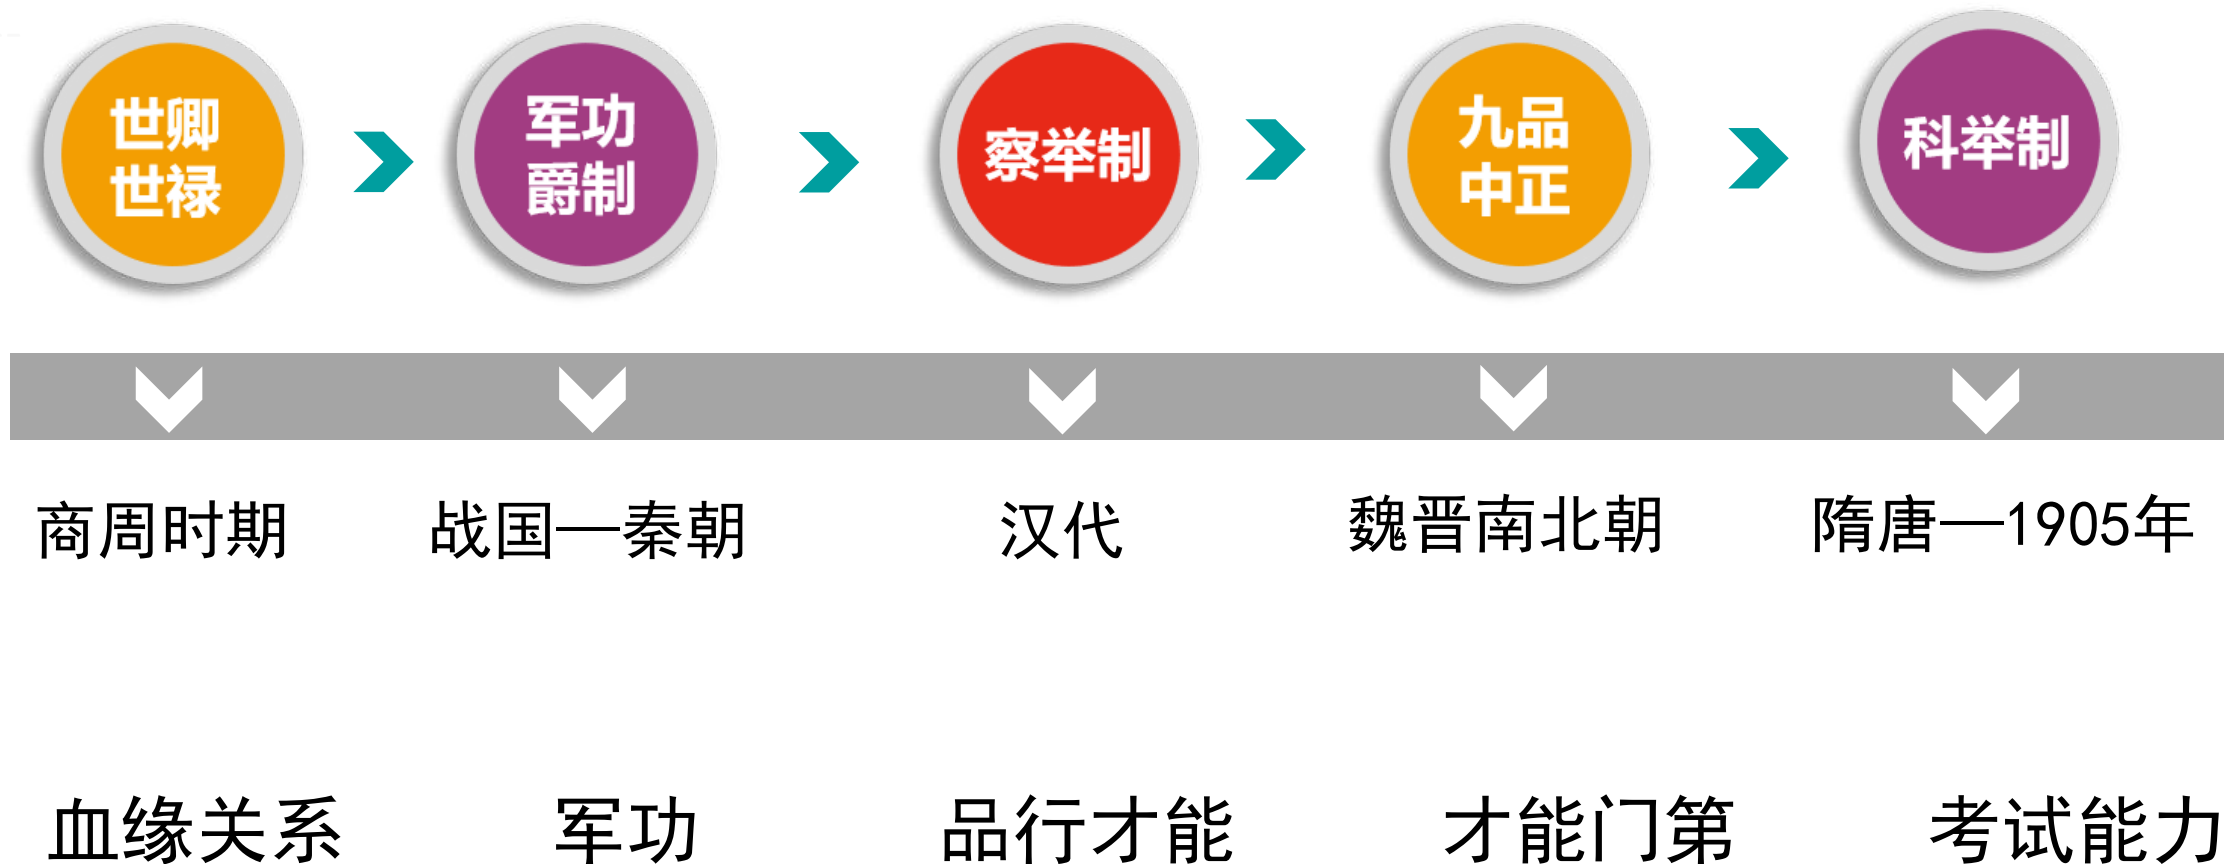 世卿
世禄
军功
爵制
察举制
九品
中正
科举制
商周时期
战国—秦朝
汉代
魏晋南北朝
隋唐—1905年
血缘关系
军功
品行才能
才能门第
考试能力